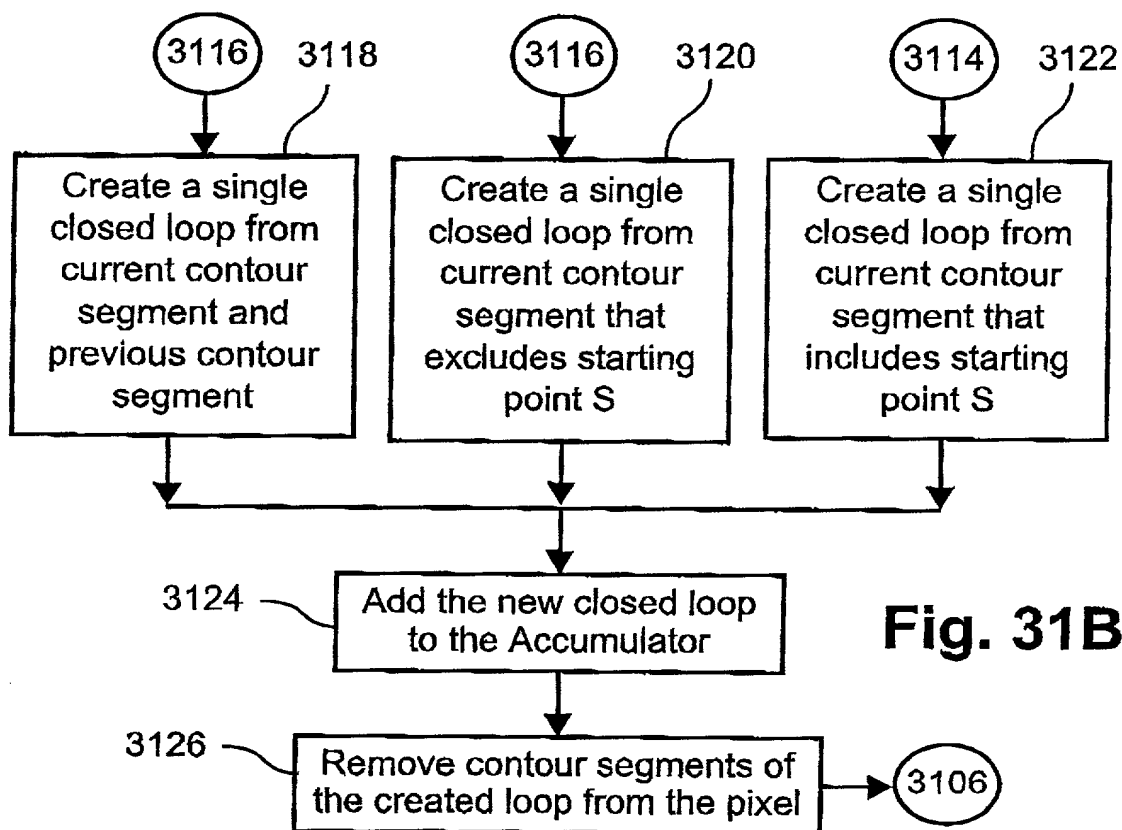 3116
3118
3116
3120
3114
3122
Create a single
closed loop from
current contour
segment and
previous contour
segment
Create a single
closed loop from
current contour
segment that
excludes starting
point S
Create a single
closed loop from
current contour
segment that
includes starting
point S
3124
Add the new closed loop
to the Accumulator
Fig. 31B
3126
Remove contour segments of
the created loop from the pixel
3106